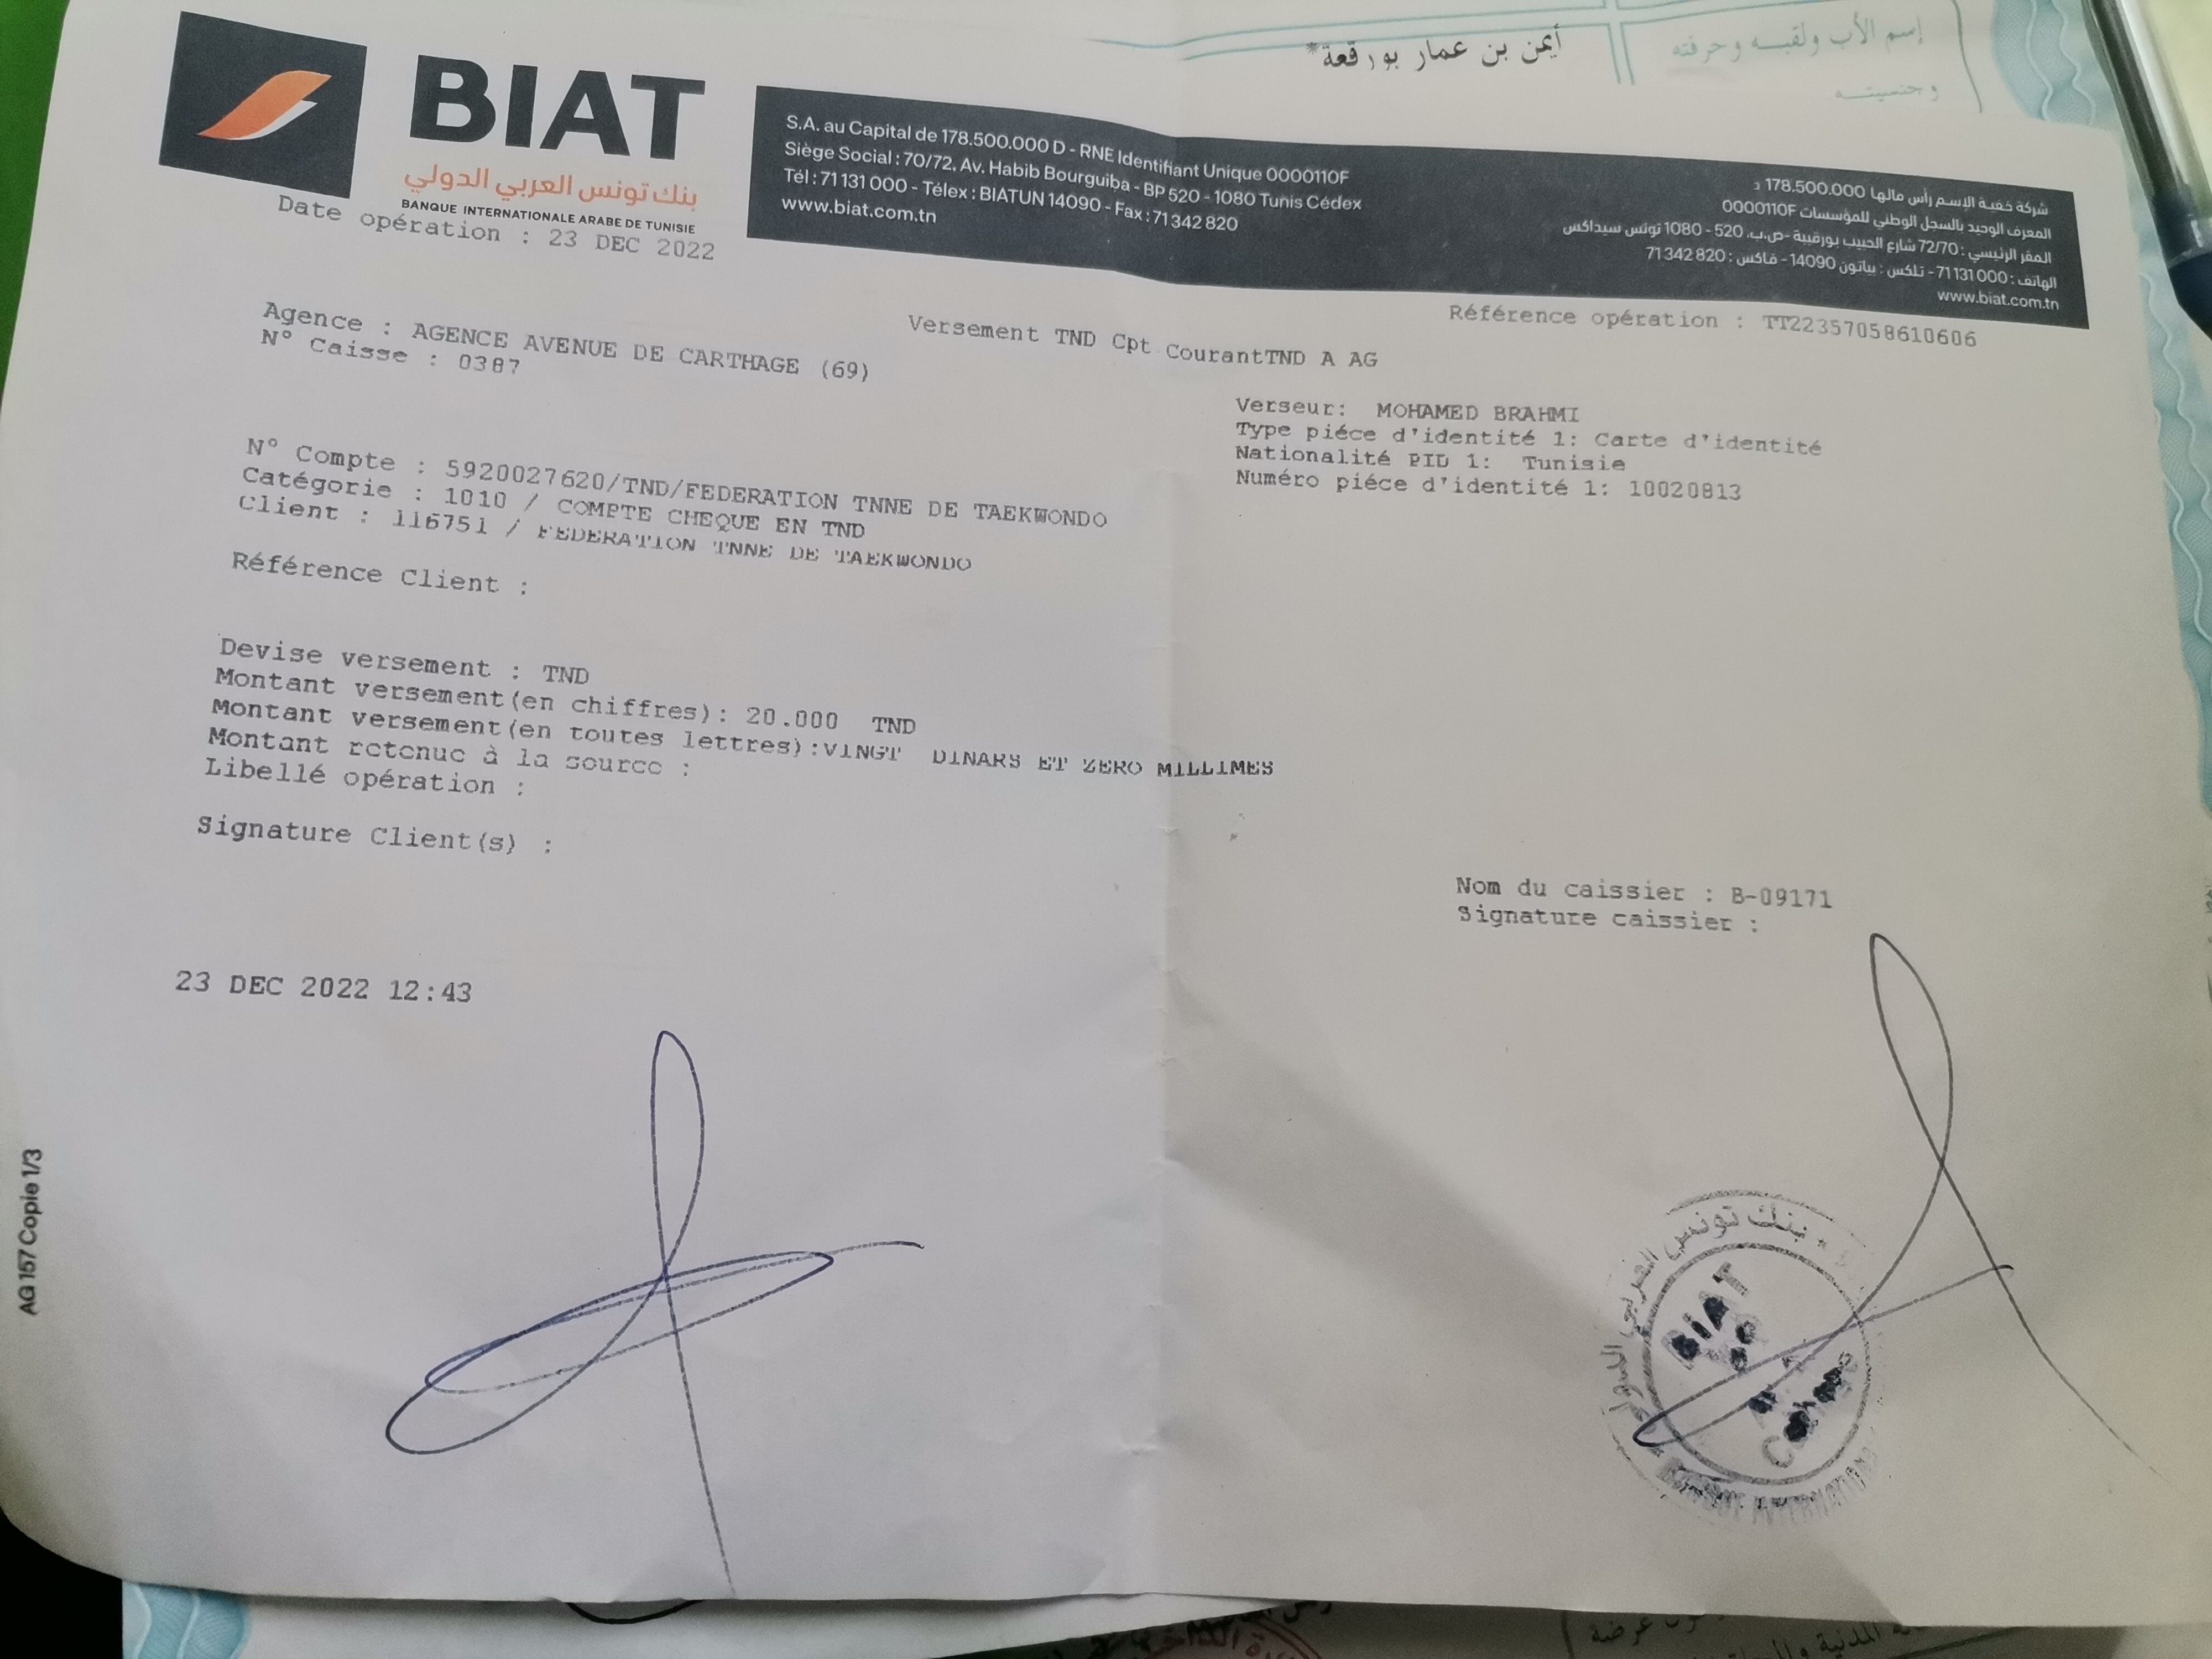 أيمن بن عمار بورقعة*
إسم الأب ولقبه وحرفته
وجنسيته
BIAT
بنك تونس العربي الدولي
BANQUE INTERNATIONALE ARABE DE TUNISIE
S.A. au Capital de 178.500.000 D - RNE Identifiant Unique 0000110F
Siège Social : 70/72, Av. Habib Bourguiba - BP 520 - 1080 Tunis Cédex
Tél : 71 131 000 - Télex : BIATUN 14090 - Fax : 71 342 820
www.biat.com.tn
شركة خفية الإسم رأس مالها 178.500.000 د
المعرف الوحيد بالسجل الوطني للمؤسسات 0000110F
المقر الرئيسي : 72/70 شارع الحبيب بورقيبة -ص.ب. 520 - 1080 تونس سيداكس
الهاتف : 71 131 000 - تلكس : بياتون 14090 - فاكس : 71 342 820
www.biat.com.tn
Date opération : 23 DEC 2022
Référence opération : TT22357058610606
Versement TND Cpt CourantTND A AG
Agence : AGENCE AVENUE DE CARTHAGE (69)
N° Caisse : 0387
Verseur: MOHAMED BRAHMI
Type piéce d'identité 1: Carte d'identité
Nationalité PID 1: Tunisie
Numéro piéce d'identité 1: 10020813
N° Compte : 5920027620/TND/FEDERATION TNNE DE TAEKWONDO
Catégorie : 1010 / COMPTE CHEQUE EN TND
Client : 116751 / FEDERATION TNNE DE TAEKWONDO
Référence Client :
Devise versement : TND
Montant versement(en chiffres): 20.000 TND
Montant versement(en toutes lettres):VINGT DINARS ET ZERO MILLIMES
Montant retenue à la source :
Libellé opération :
Signature Client(s) :
Nom du caissier : B-09171
Signature caissier :
23 DEC 2022 12:43
AG 157 Copie 1/3
بنك تونس العربي الدولي
BIAT